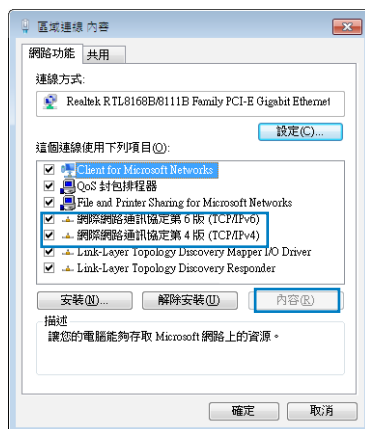 區域連線 內容
網路功能 共用
連線方式:
Realtek RTL8168B/8111B Family PCI-E Gigabit Ethernet
設定(C)...
這個連線使用下列項目(O):
Client for Microsoft Networks
QoS 封包排程器
File and Printer Sharing for Microsoft Networks
網際網路通訊協定第 6 版 (TCP/IPv6)
網際網路通訊協定第 4 版 (TCP/IPv4)
Link-Layer Topology Discovery Mapper I/O Driver
Link-Layer Topology Discovery Responder
安裝(N)... 解除安裝(U) 內容(R)
描述
讓您的電腦能夠存取 Microsoft 網路上的資源。
確定 取消